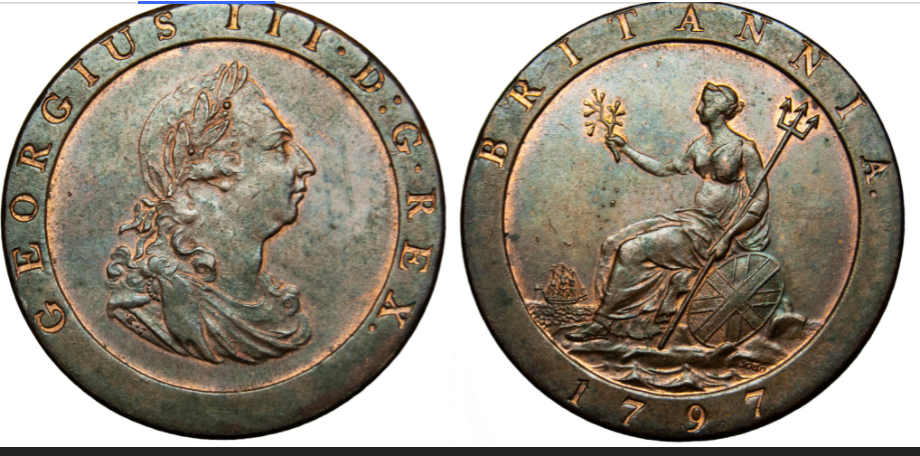 GEORGIUS III·D:G·REX.
BRITANNIA.
1797